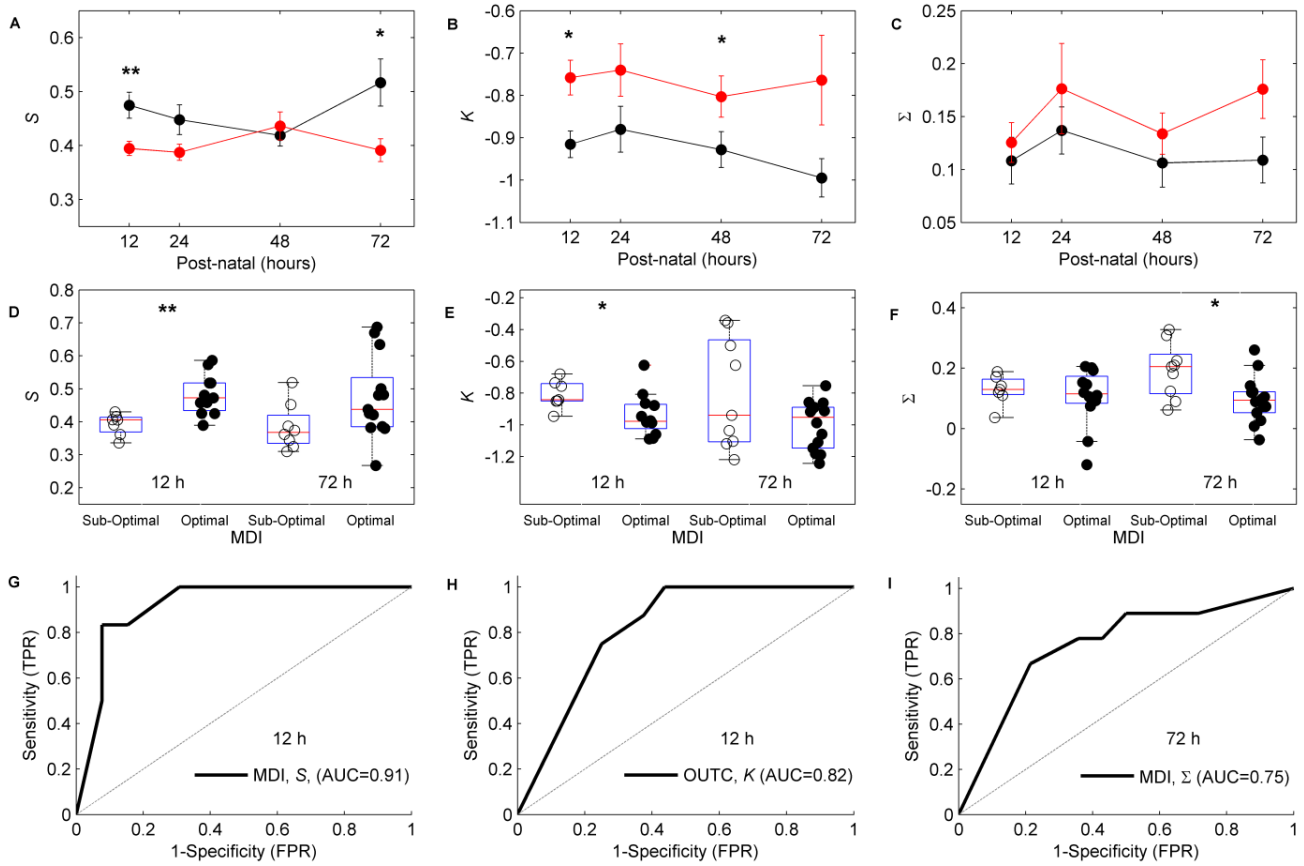 A
S
0.6
0.5
0.4
0.3
**
*
12
24
48
72
Post-natal (hours)
B
K
-0.6
-0.7
-0.8
-0.9
-1
-1.1
*
*
12
24
48
72
Post-natal (hours)
C
Σ
0.25
0.2
0.15
0.1
0.05
12
24
48
72
Post-natal (hours)
D
S
0.8
0.7
0.6
0.5
0.4
0.3
0.2
**
12 h
72 h
Sub-Optimal
Optimal
Sub-Optimal
Optimal
MDI
E
K
-0.2
-0.4
-0.6
-0.8
-1.0
-1.2
*
12 h
72 h
Sub-Optimal
Optimal
Sub-Optimal
Optimal
MDI
F
Σ
0.4
0.2
0
-0.2
*
12 h
72 h
Sub-Optimal
Optimal
Sub-Optimal
Optimal
MDI
G
Sensitivity (TPR)
1
0.8
0.6
0.4
0.2
0
12 h
MDI, S, (AUC=0.91)
0
0.2
0.4
0.6
0.8
1
1-Specificity (FPR)
H
Sensitivity (TPR)
1
0.8
0.6
0.4
0.2
0
12 h
OUTC, K (AUC=0.82)
0
0.2
0.4
0.6
0.8
1
1-Specificity (FPR)
I
Sensitivity (TPR)
1
0.8
0.6
0.4
0.2
0
72 h
MDI, Σ (AUC=0.75)
0
0.2
0.4
0.6
0.8
1
1-Specificity (FPR)